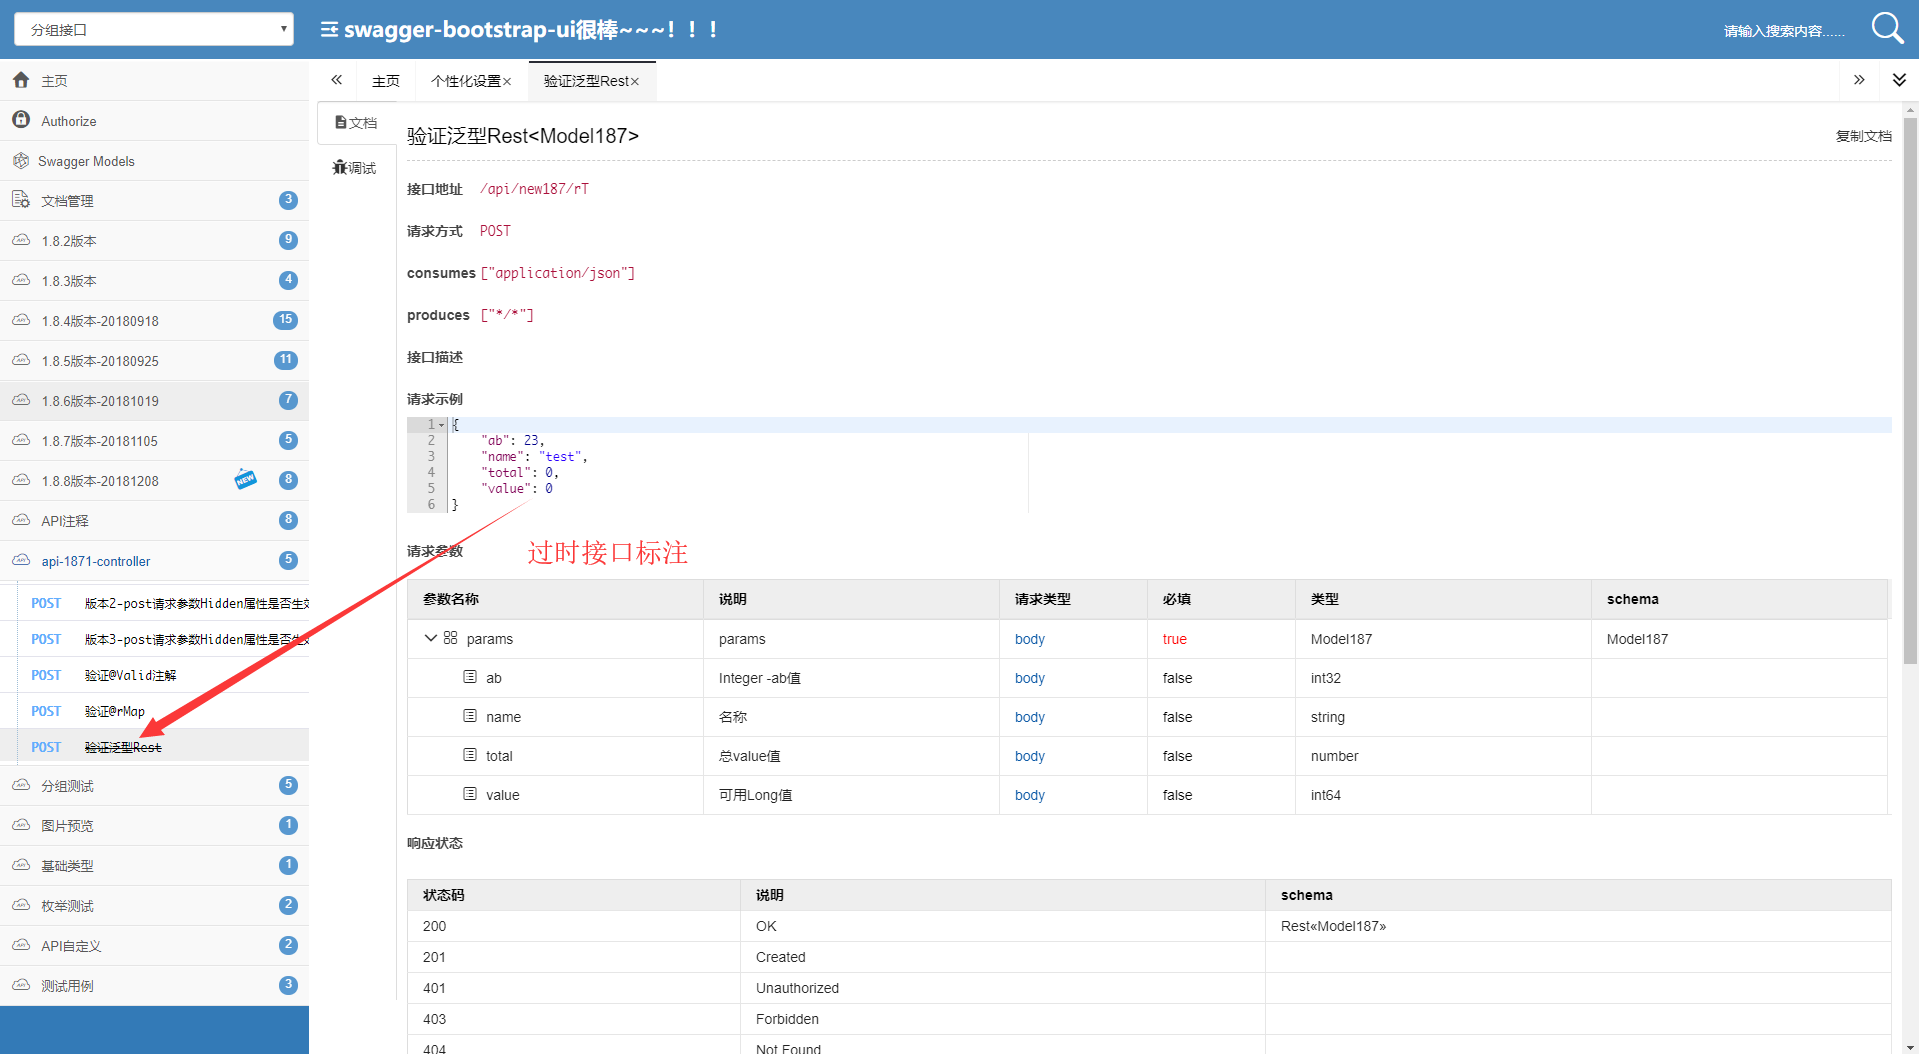 分组接口
swagger-bootstrap-ui很棒~~~！！！
请输入搜索内容......
主页
Authorize
Swagger Models
文档管理 3
1.8.2版本 9
1.8.3版本 4
1.8.4版本-20180918 15
1.8.5版本-20180925 11
1.8.6版本-20181019 7
1.8.7版本-20181105 5
1.8.8版本-20181208 NEW 8
API注释 8
api-1871-controller 5
POST 版本2-post请求参数Hidden属性是否生效
POST 版本3-post请求参数Hidden属性是否生效
POST 验证@Valid注解
POST 验证@rMap
POST 验证泛型Rest
分组测试 5
图片预览 1
基础类型 1
枚举测试 2
API自定义 2
测试用例 3
主页 个性化设置× 验证泛型Rest×
文档
调试
验证泛型Rest<Model187>
复制文档
接口地址 /api/new187/rT
请求方式 POST
consumes ["application/json"]
produces ["*/*"]
接口描述
请求示例
1 {
2 "ab": 23,
3 "name": "test",
4 "total": 0,
5 "value": 0
6 }
过时接口标注
请求参数
参数名称 说明 请求类型 必填 类型 schema
params params body true Model187 Model187
ab Integer -ab值 body false int32
name 名称 body false string
total 总value值 body false number
value 可用Long值 body false int64
响应状态
状态码 说明 schema
200 OK Rest«Model187»
201 Created
401 Unauthorized
403 Forbidden
404 Not Found